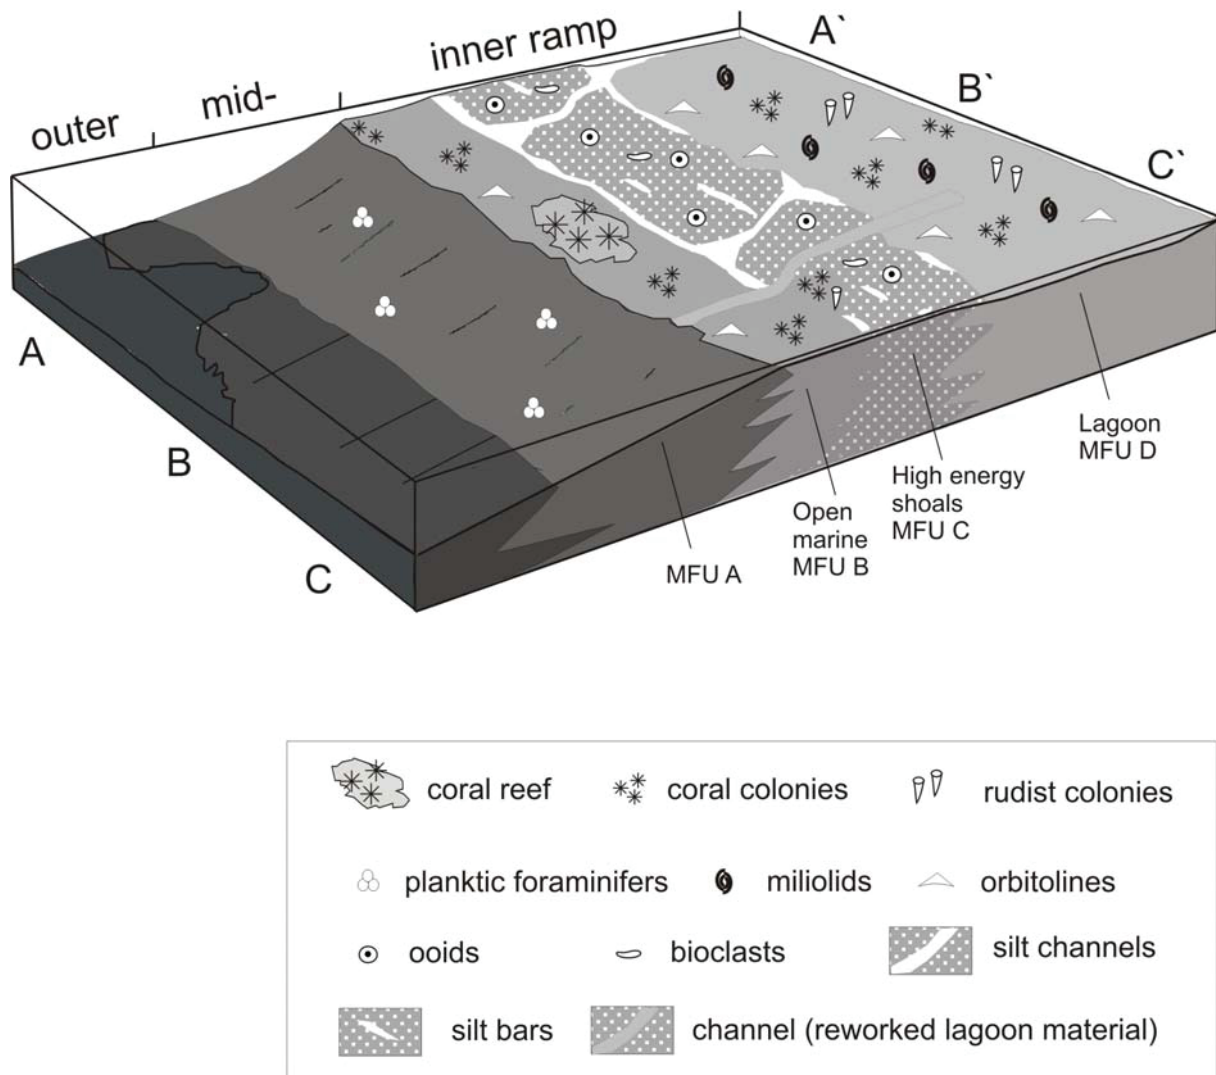 outer
mid-
inner ramp
A`
B`
C`
A
B
C
MFU A
Open
marine
MFU B
High energy
shoals
MFU C
Lagoon
MFU D
coral reef
coral colonies
rudist colonies
planktic foraminifers
miliolids
orbitolines
ooids
bioclasts
silt channels
silt bars
channel (reworked lagoon material)